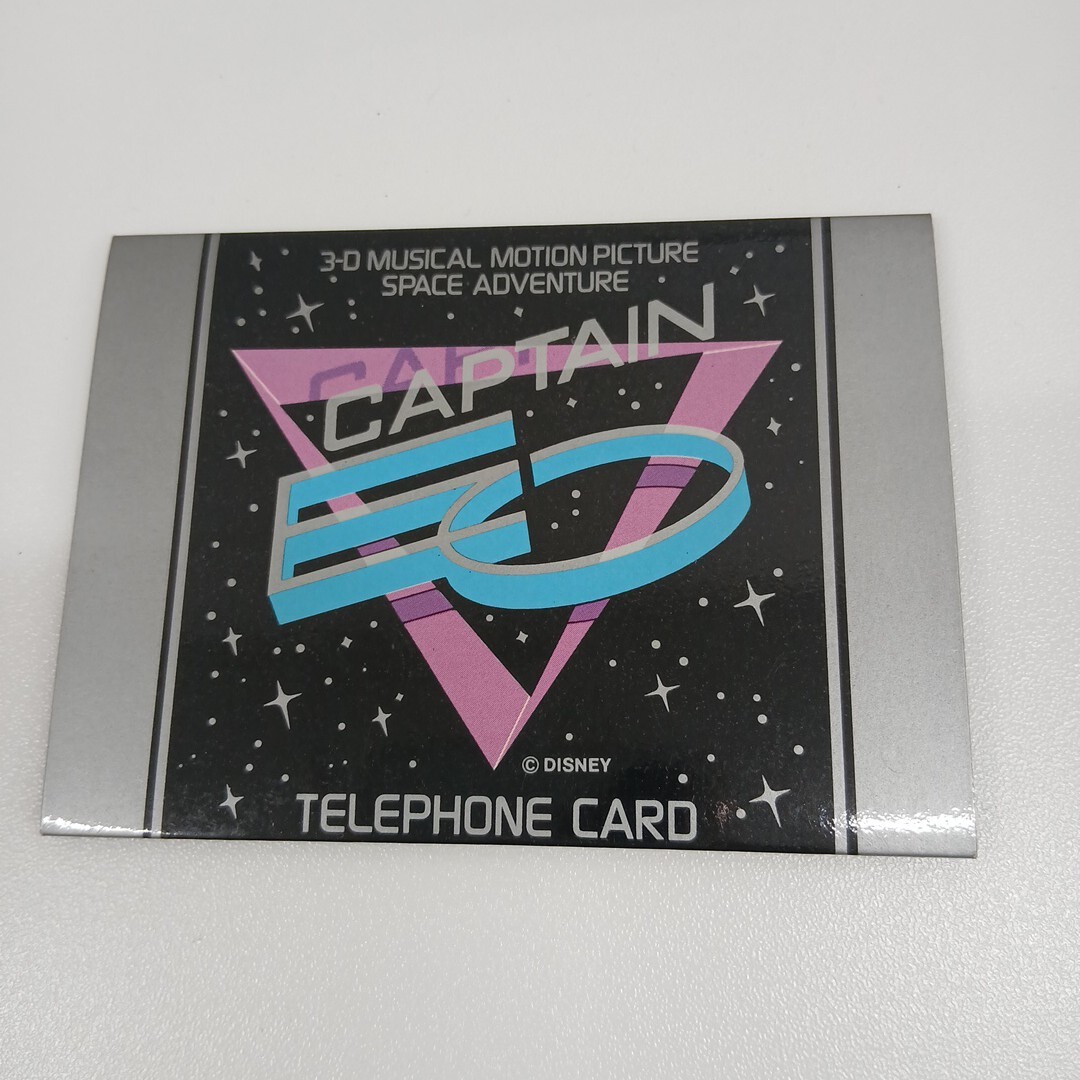 3-D MUSICAL MOTION PICTURE
SPACE ADVENTURE
CAPTAIN
EO
© DISNEY
TELEPHONE CARD